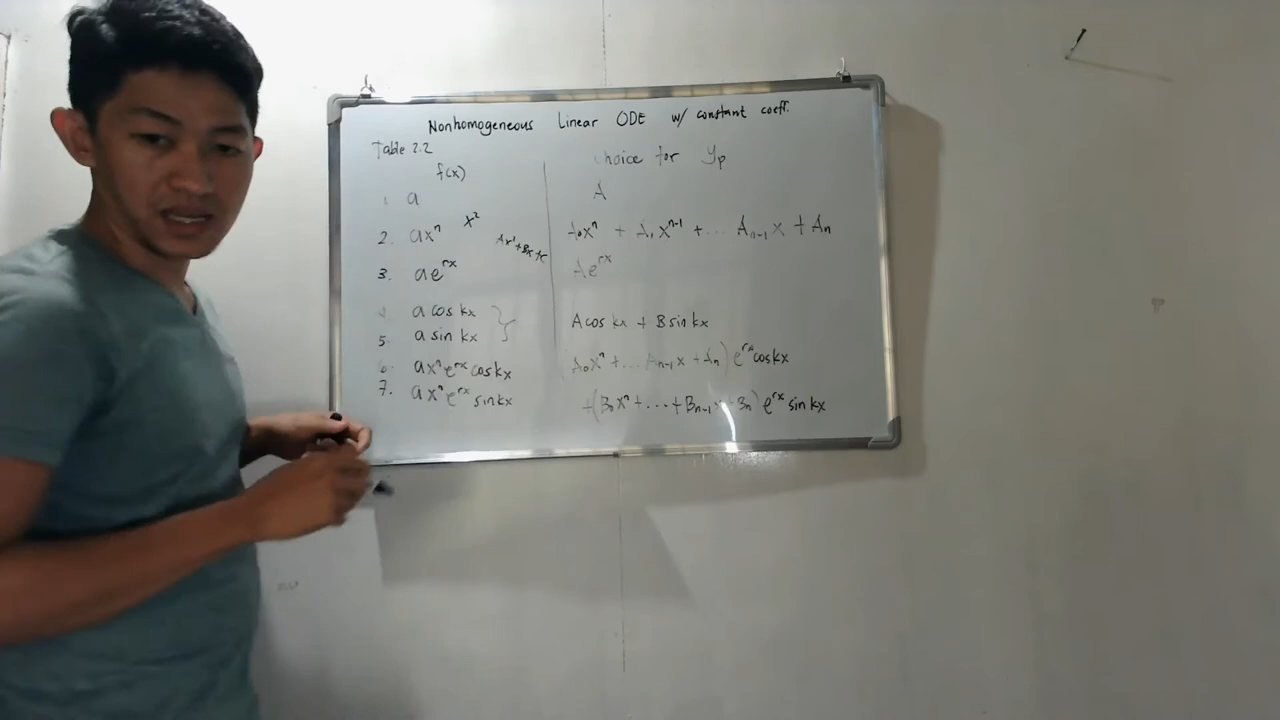 Nonhomogeneous Linear ODE w/ constant coeff.
Table 2.2
f(x) choice for yp
1. a A
2. axⁿ x² Ax²+Bx+C A₀xⁿ + A₁xⁿ⁻¹ + ... Aₙ₋₁x + Aₙ
3. ae^rx Ae^rx
4. a cos kx
5. a sin kx } A cos kx + B sin kx
6. axⁿe^rx cos kx (A₀xⁿ + ... Aₙ₋₁x + Aₙ) e^rx cos kx
7. axⁿe^rx sin kx +(B₀xⁿ + ... + Bₙ₋₁x + Bₙ) e^rx sin kx